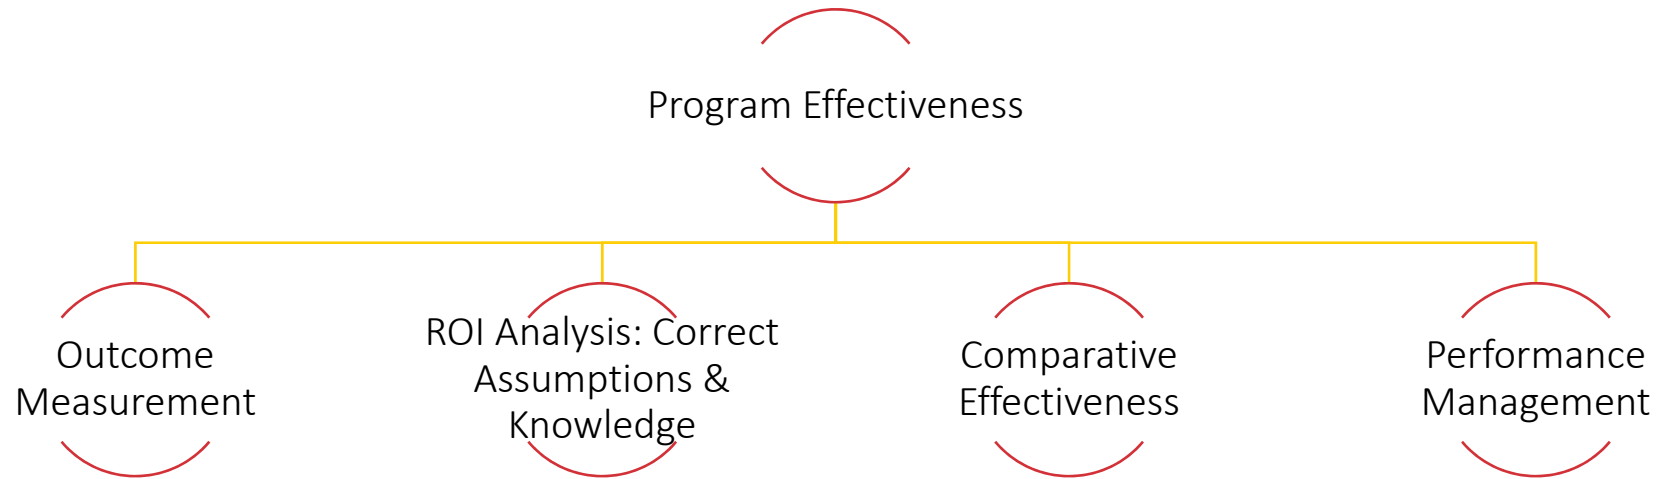 Program Effectiveness
Outcome
Measurement
ROI Analysis: Correct
Assumptions &
Knowledge
Comparative
Effectiveness
Performance
Management